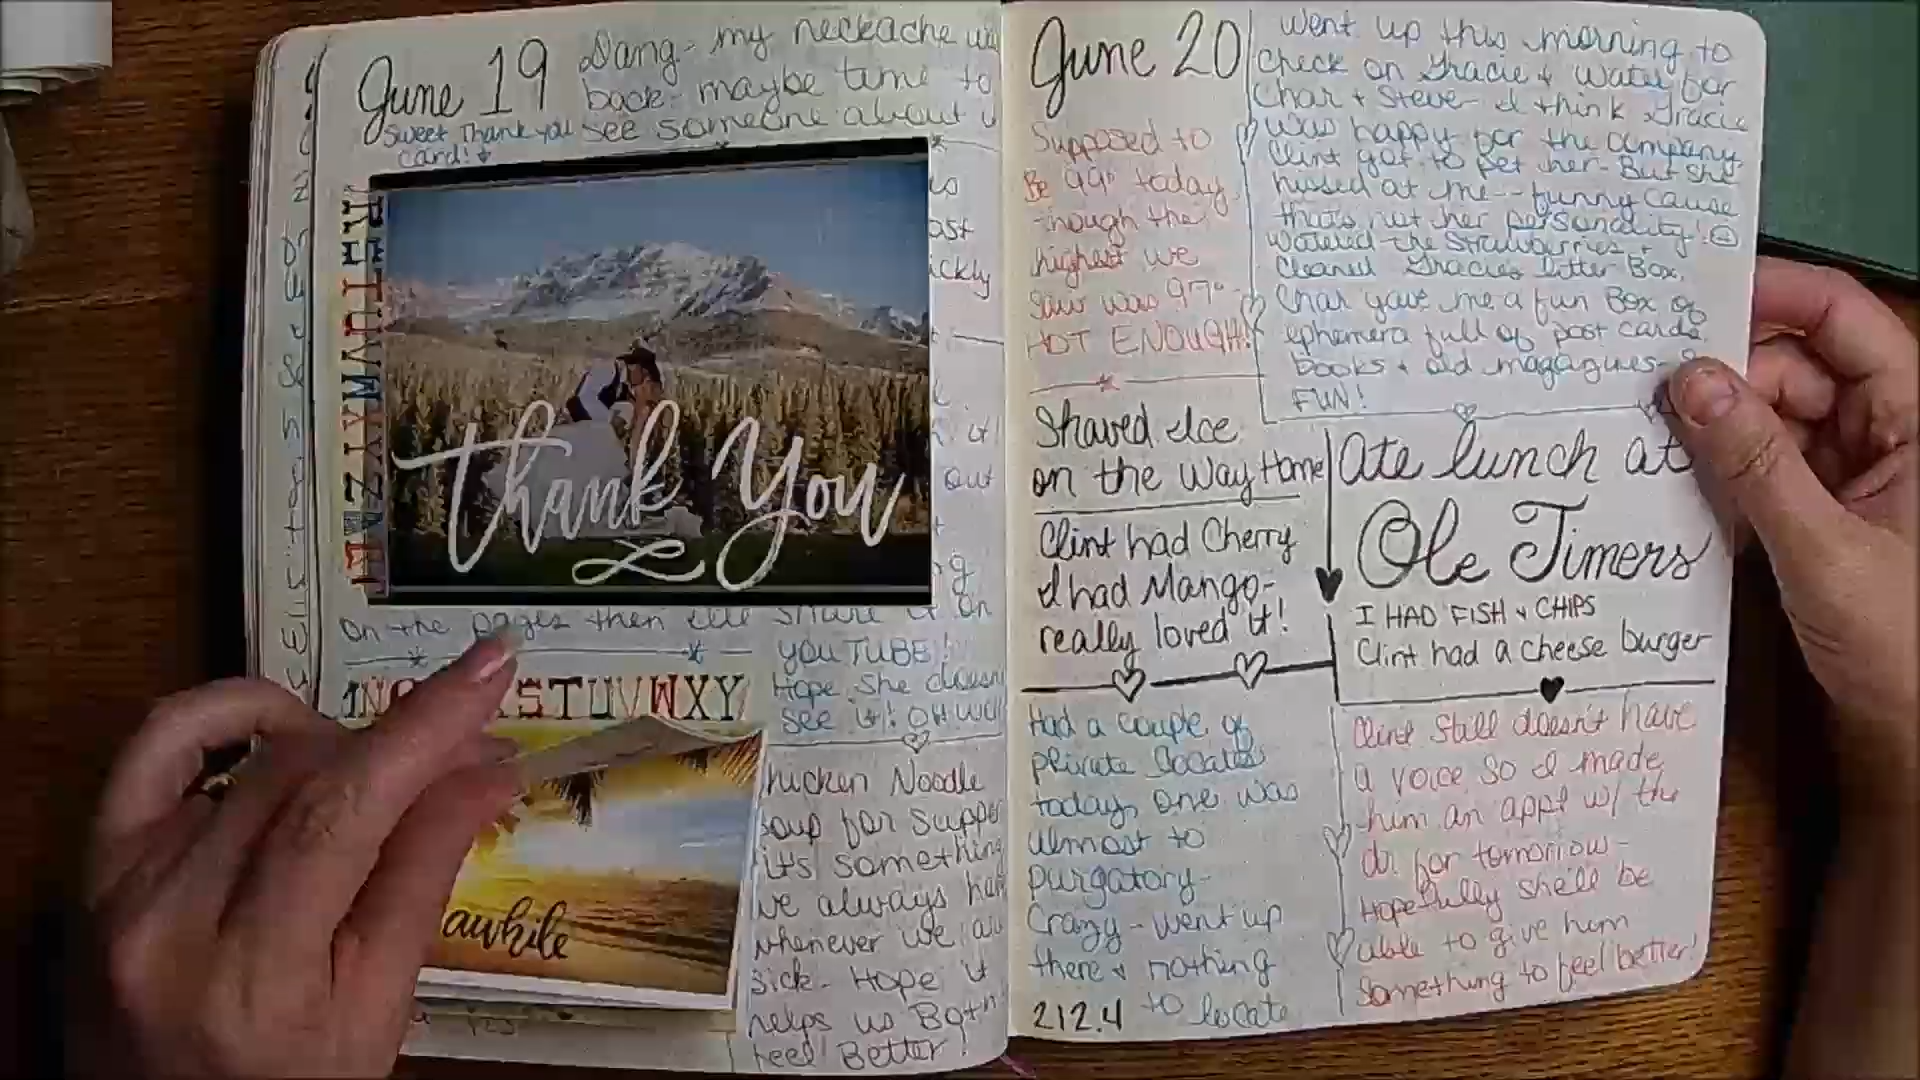 June 19
Dang- my neckache was
back- maybe time to
see someone about
Sweet Thank you
card!
thank you
on the pages then still share it on
YOUTUBE!
Hope she doesn
see it! OH Well
STUVWXY
awhile
hicken Noodle
soup for supper
it's something
we always have
whenever we are
sick- Hope it
helps us Both
feel Better!
June 20
Went up this morning to
check on Gracie & Water for
Char & Steve- I think Gracie
was happy for the company
Clint got to pet her- But she
hissed at me-- funny cause
thats not her personality!
Watered the Strawberries +
Cleaned Gracies litter Box.
Char gave me a fun Box of
ephemera full of post cards
books & old magazines-
FUN!
Supposed to
Be 99° today,
though the
highest we
saw was 97°-
HOT ENOUGH!
Shaved Ice
on the Way Home
Clint had Cherry
I had Mango-
really loved it!
Ate lunch at
Ole Timers
I HAD FISH & CHIPS
Clint had a cheese burger
Had a couple of
private locates
today, one was
almost to
purgatory-
Crazy- went up
there & nothing
to locate
212.4
Clint still doesn't have
a voice so I made
him an appt w/ the
dr. for tomorrow-
Hopefully she'll be
able to give him
something to feel better!